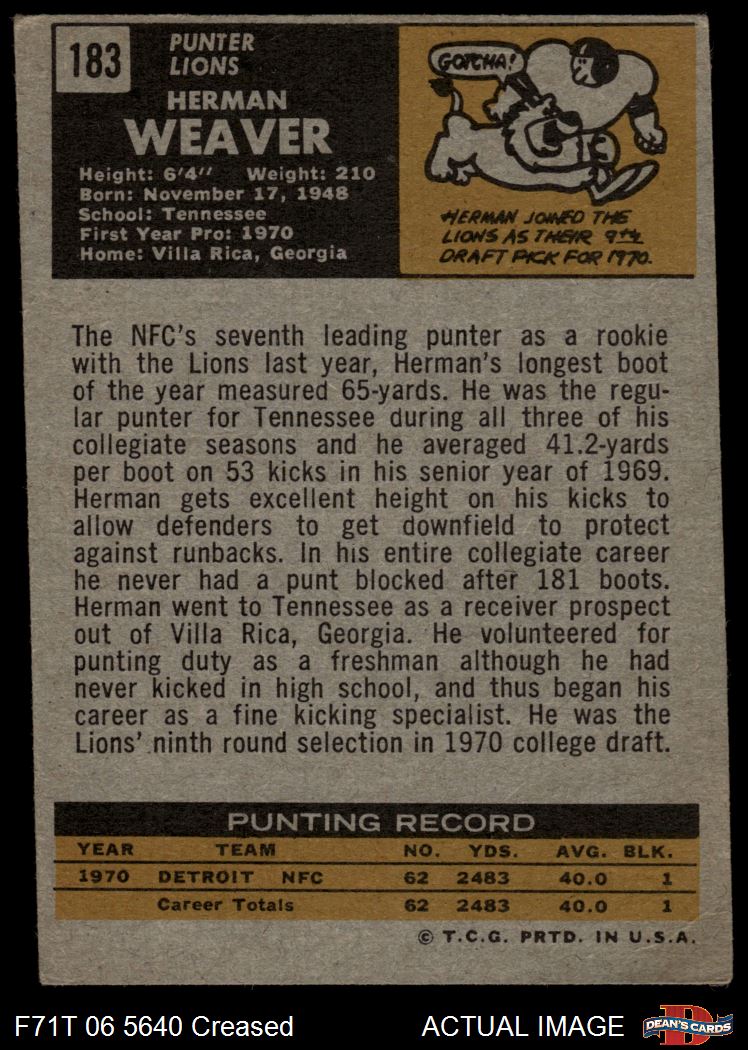 183
PUNTER
LIONS
HERMAN
WEAVER
Height: 6'4" Weight: 210
Born: November 17, 1948
School: Tennessee
First Year Pro: 1970
Home: Villa Rica, Georgia
GOTCHA!
HERMAN JOINED THE
LIONS AS THEIR 9th
DRAFT PICK FOR 1970.
The NFC's seventh leading punter as a rookie
with the Lions last year, Herman's longest boot
of the year measured 65-yards. He was the regu-
lar punter for Tennessee during all three of his
collegiate seasons and he averaged 41.2-yards
per boot on 53 kicks in his senior year of 1969.
Herman gets excellent height on his kicks to
allow defenders to get downfield to protect
against runbacks. In his entire collegiate career
he never had a punt blocked after 181 boots.
Herman went to Tennessee as a receiver prospect
out of Villa Rica, Georgia. He volunteered for
punting duty as a freshman although he had
never kicked in high school, and thus began his
career as a fine kicking specialist. He was the
Lions' ninth round selection in 1970 college draft.
PUNTING RECORD
YEAR TEAM NO. YDS. AVG. BLK.
1970 DETROIT NFC 62 2483 40.0 1
Career Totals 62 2483 40.0 1
© T.C.G. PRTD. IN U.S.A.
F71T 06 5640 Creased ACTUAL IMAGE D DEAN'S CARDS